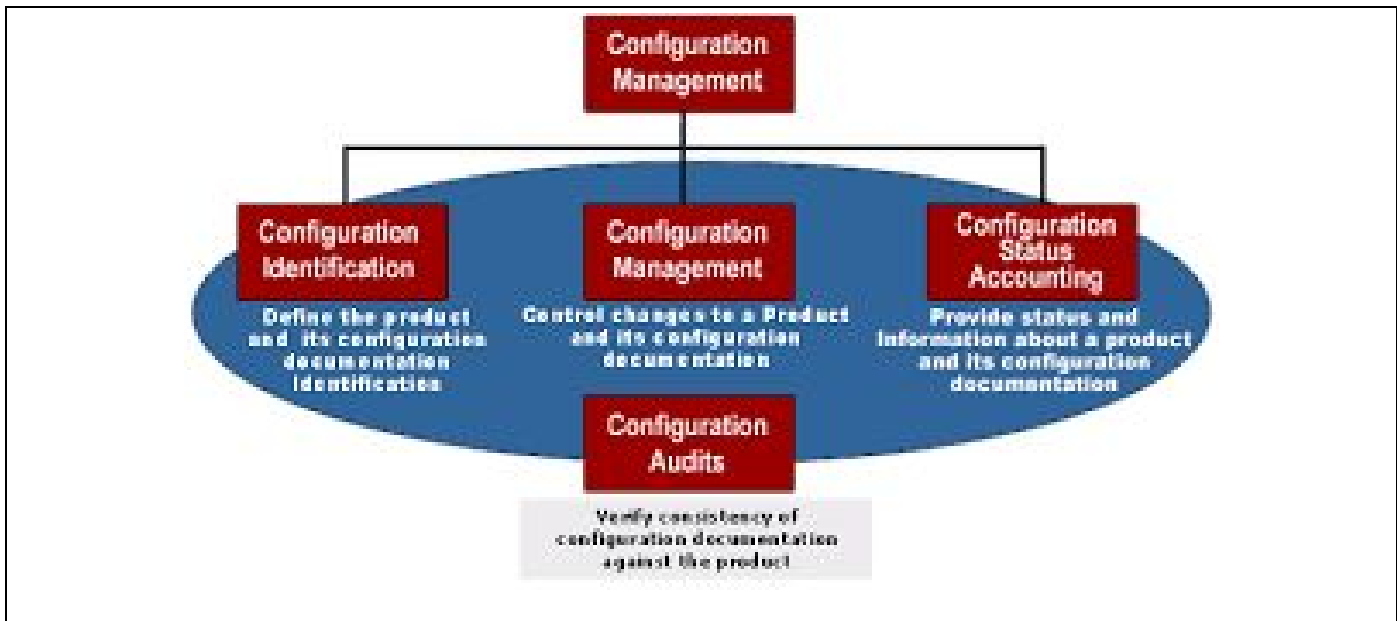 Configuration
Management
Configuration
Identification
Define the product
and its configuration
documentation
Identification
Configuration
Management
Control changes to a Product
and its configuration
documentation
Configuration
Status
Accounting
Provide status and
Information about a product
and its configuration
documentation
Configuration
Audits
Verify consistency of
configuration documentation
against the product